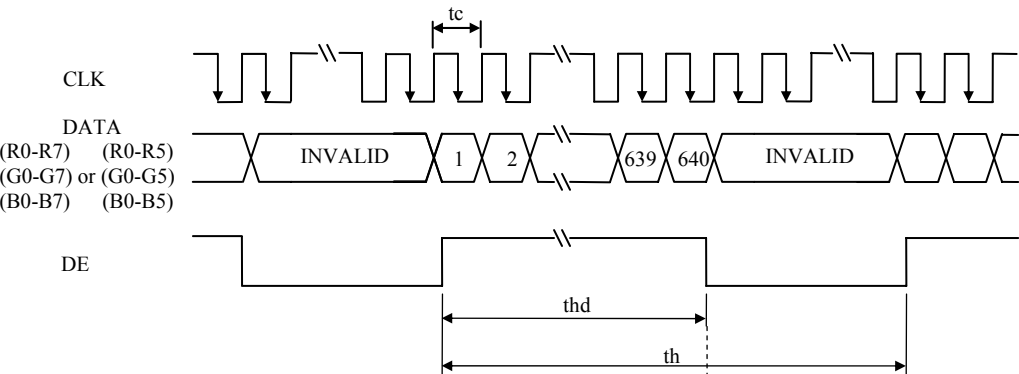 tc
CLK
DATA
(R0-R7) (R0-R5)
(G0-G7) or (G0-G5)
(B0-B7) (B0-B5)
INVALID 1 2 639 640 INVALID
DE
thd
th